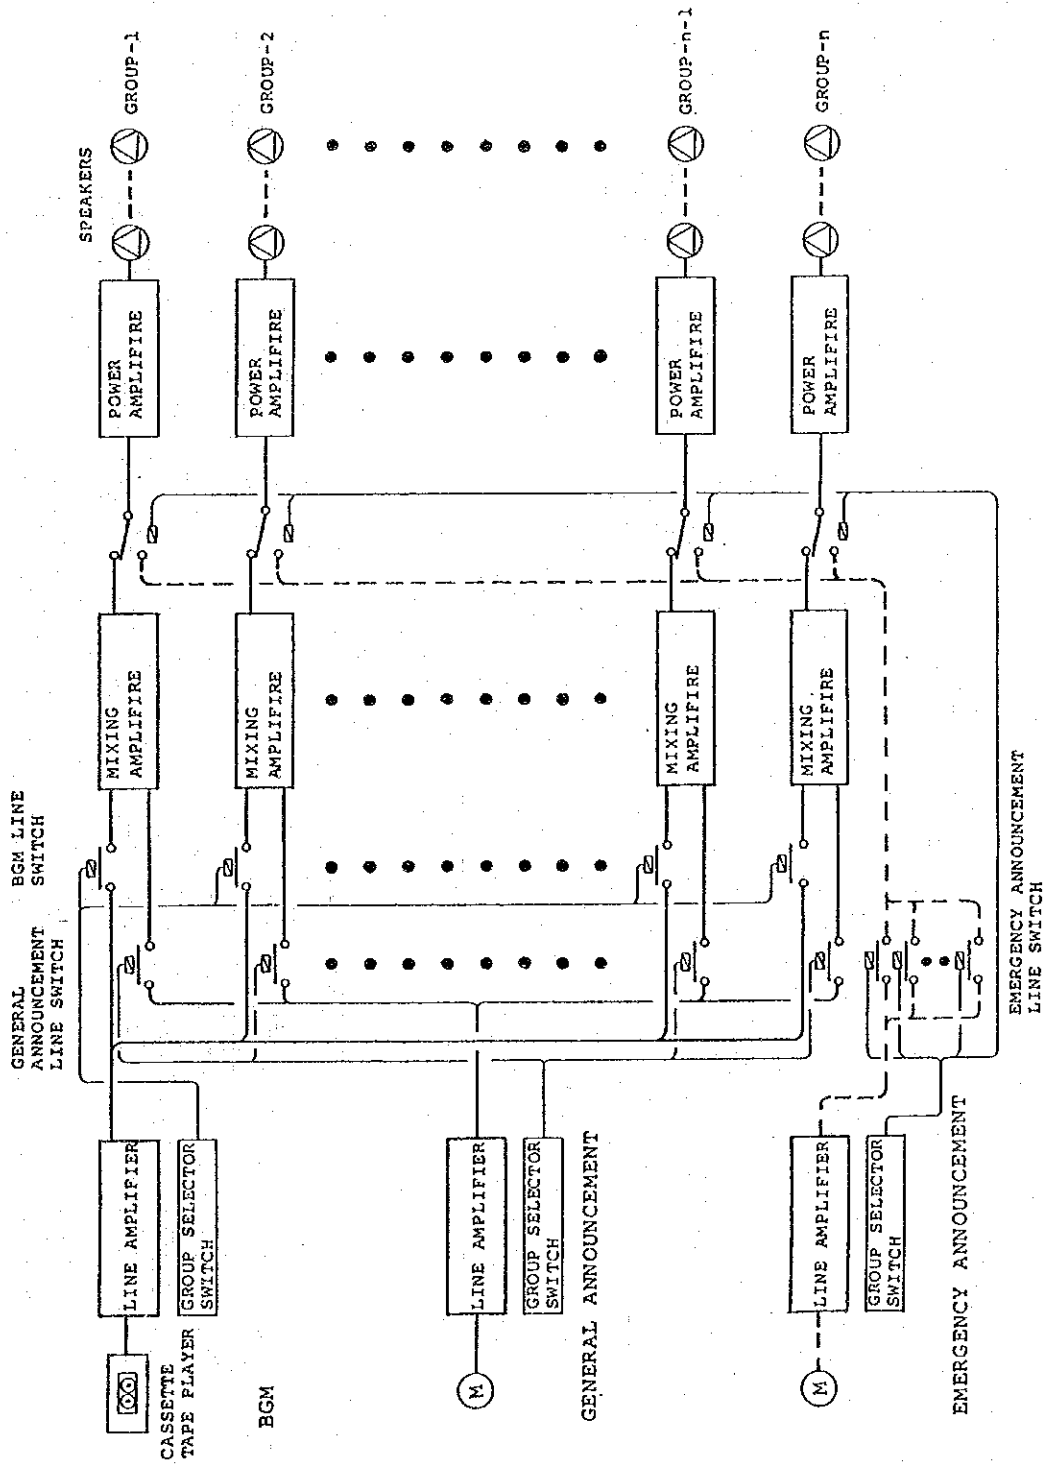 CASSETTE
TAPE PLAYER
BGM
LINE AMPLIFIER
GROUP SELECTOR
SWITCH
M
LINE AMPLIFIER
GROUP SELECTOR
SWITCH
GENERAL ANNOUNCEMENT
M
LINE AMPLIFIER
GROUP SELECTOR
SWITCH
EMERGENCY ANNOUNCEMENT
GENERAL
ANNOUNCEMENT
LINE SWITCH
BGM LINE
SWITCH
EMERGENCY ANNOUNCEMENT
LINE SWITCH
MIXING
AMPLIFIRE
MIXING
AMPLIFIRE
MIXING
AMPLIFIRE
MIXING
AMPLIFIRE
POWER
AMPLIFIRE
POWER
AMPLIFIRE
POWER
AMPLIFIRE
POWER
AMPLIFIRE
SPEAKERS
GROUP-1
GROUP-2
GROUP-n-1
GROUP-n